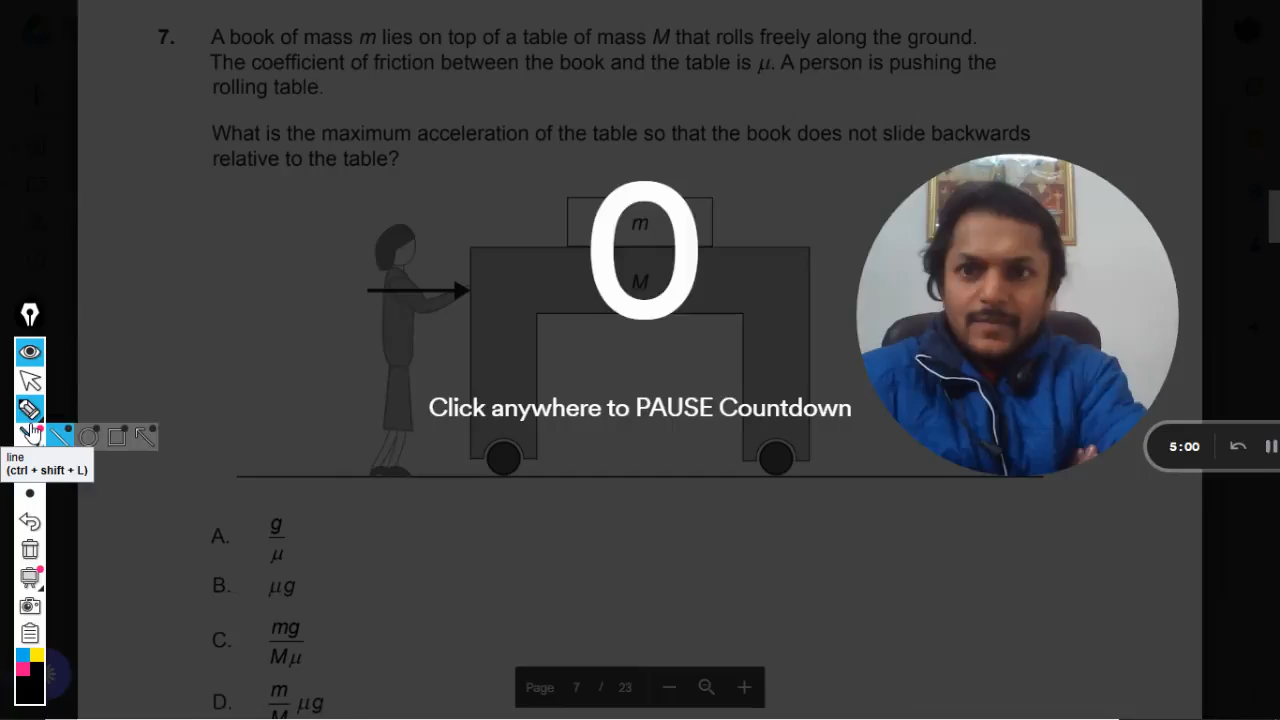 7. A book of mass m lies on top of a table of mass M that rolls freely along the ground.
The coefficient of friction between the book and the table is μ. A person is pushing the
rolling table.
What is the maximum acceleration of the table so that the book does not slide backwards
relative to the table?
m
0
M
Click anywhere to PAUSE Countdown
5:00
line
(ctrl + shift + L)
A. g/μ
B. μg
C. mg/Mμ
D. m/M μg
Page 7 / 23